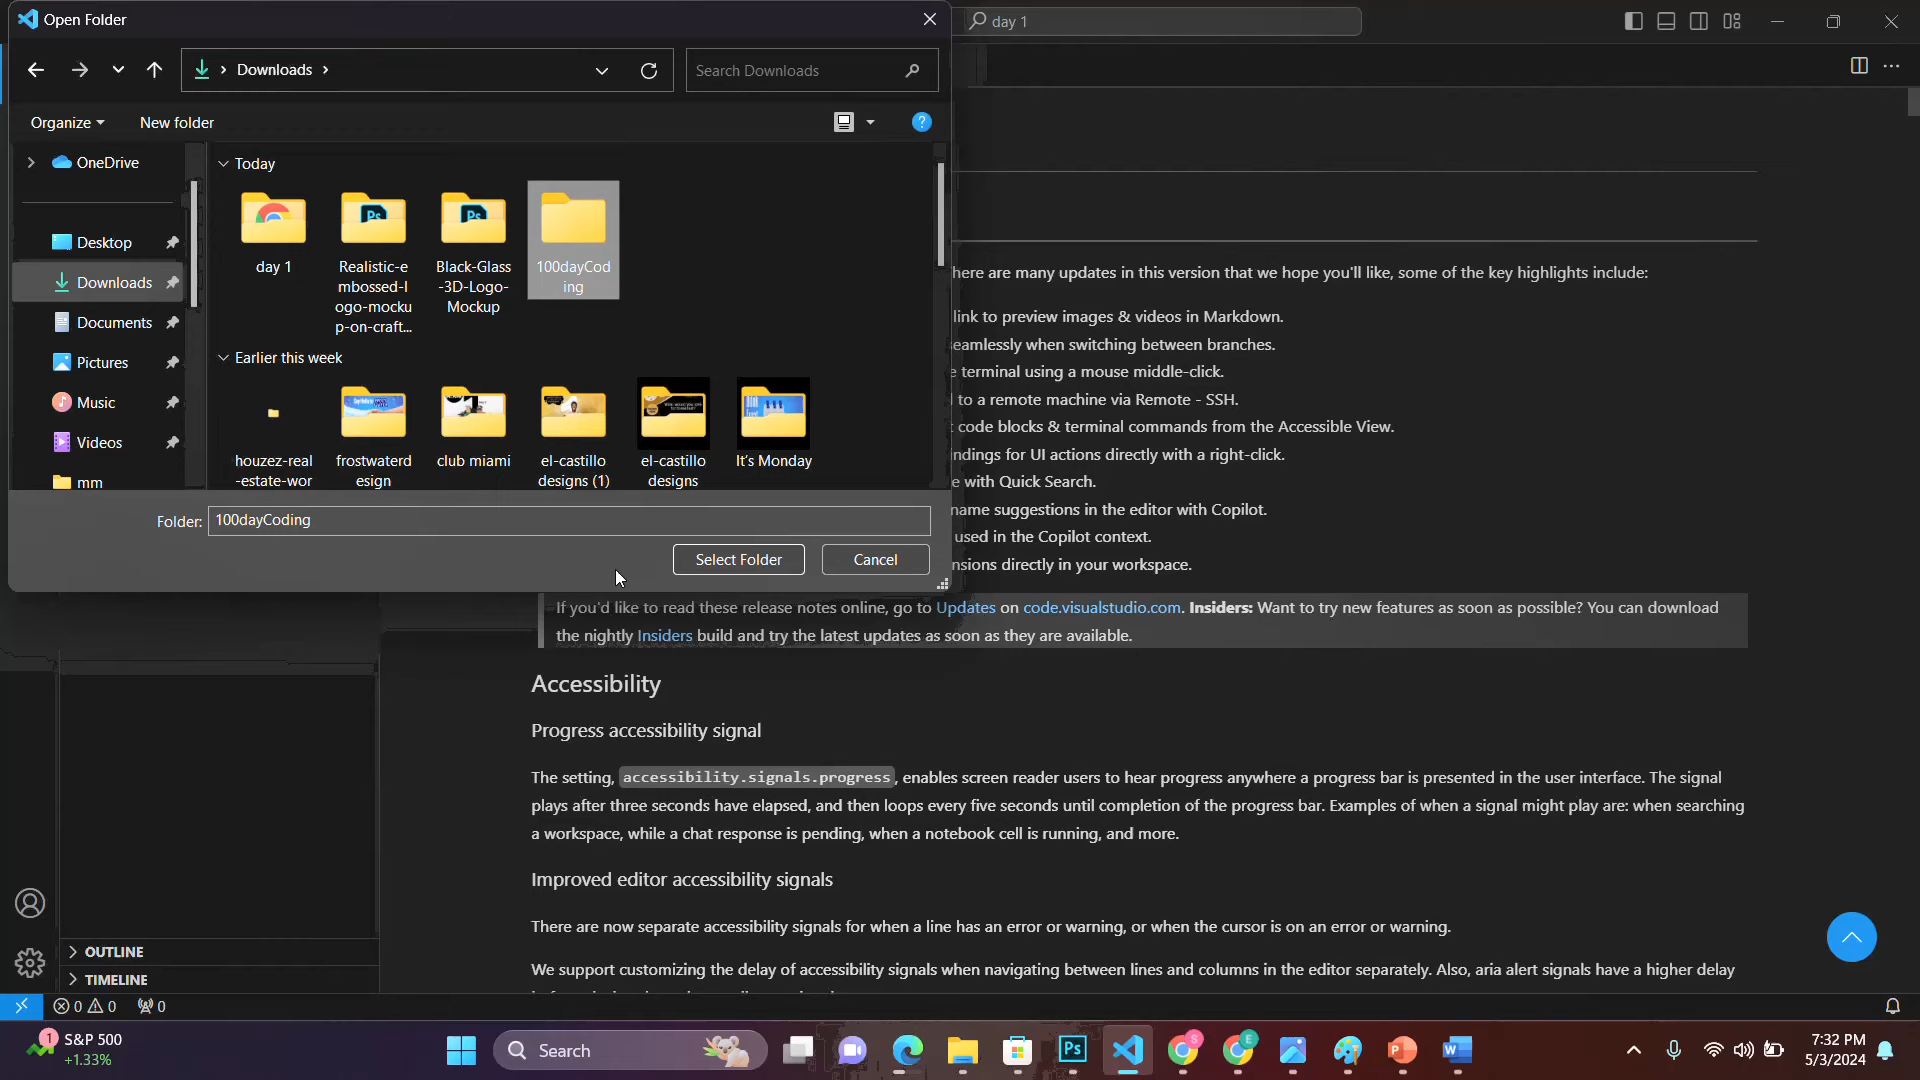 Open Folder
day 1
Downloads
Search Downloads
Organize
New folder
OneDrive
Desktop
Downloads
Documents
Pictures
Music
Videos
mm
Today
day 1
Realistic-e
mbossed-l
ogo-mocku
p-on-craft...
Black-Glass
-3D-Logo-
Mockup
100dayCod
ing
Earlier this week
houzez-real
-estate-wor
frostwaterd
esign
club miami
el-castillo
designs (1)
el-castillo
designs
It's Monday
Folder:
100dayCoding
Select Folder
Cancel
here are many updates in this version that we hope you'll like, some of the key highlights include:
link to preview images & videos in Markdown.
eamlessly when switching between branches.
e terminal using a mouse middle-click.
to a remote machine via Remote - SSH.
code blocks & terminal commands from the Accessible View.
ndings for UI actions directly with a right-click.
e with Quick Search.
name suggestions in the editor with Copilot.
used in the Copilot context.
nsions directly in your workspace.
If you'd like to read these release notes online, go to Updates on code.visualstudio.com. Insiders: Want to try new features as soon as possible? You can download
the nightly Insiders build and try the latest updates as soon as they are available.
Accessibility
Progress accessibility signal
The setting, accessibility.signals.progress, enables screen reader users to hear progress anywhere a progress bar is presented in the user interface. The signal
plays after three seconds have elapsed, and then loops every five seconds until completion of the progress bar. Examples of when a signal might play are: when searching
a workspace, while a chat response is pending, when a notebook cell is running, and more.
Improved editor accessibility signals
There are now separate accessibility signals for when a line has an error or warning, or when the cursor is on an error or warning.
We support customizing the delay of accessibility signals when navigating between lines and columns in the editor separately. Also, aria alert signals have a higher delay
OUTLINE
TIMELINE
0 0 0
1
S&P 500
+1.33%
Search
Ps
S
E
P
W
7:32 PM
5/3/2024